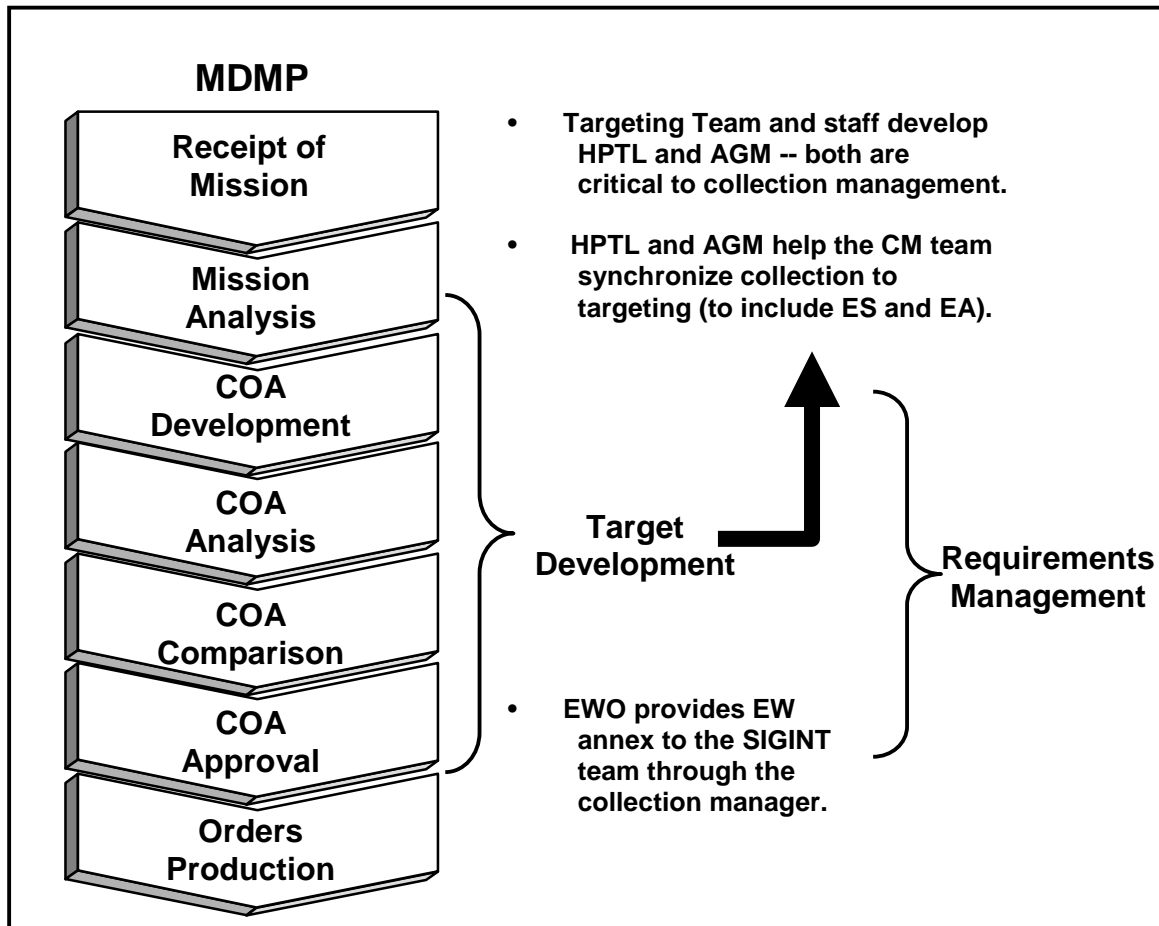 MDMP
Receipt of
Mission
Mission
Analysis
COA
Development
COA
Analysis
COA
Comparison
COA
Approval
Orders
Production
• Targeting Team and staff develop
HPTL and AGM -- both are
critical to collection management.
• HPTL and AGM help the CM team
synchronize collection to
targeting (to include ES and EA).
Target
Development
Requirements
Management
• EWO provides EW
annex to the SIGINT
team through the
collection manager.